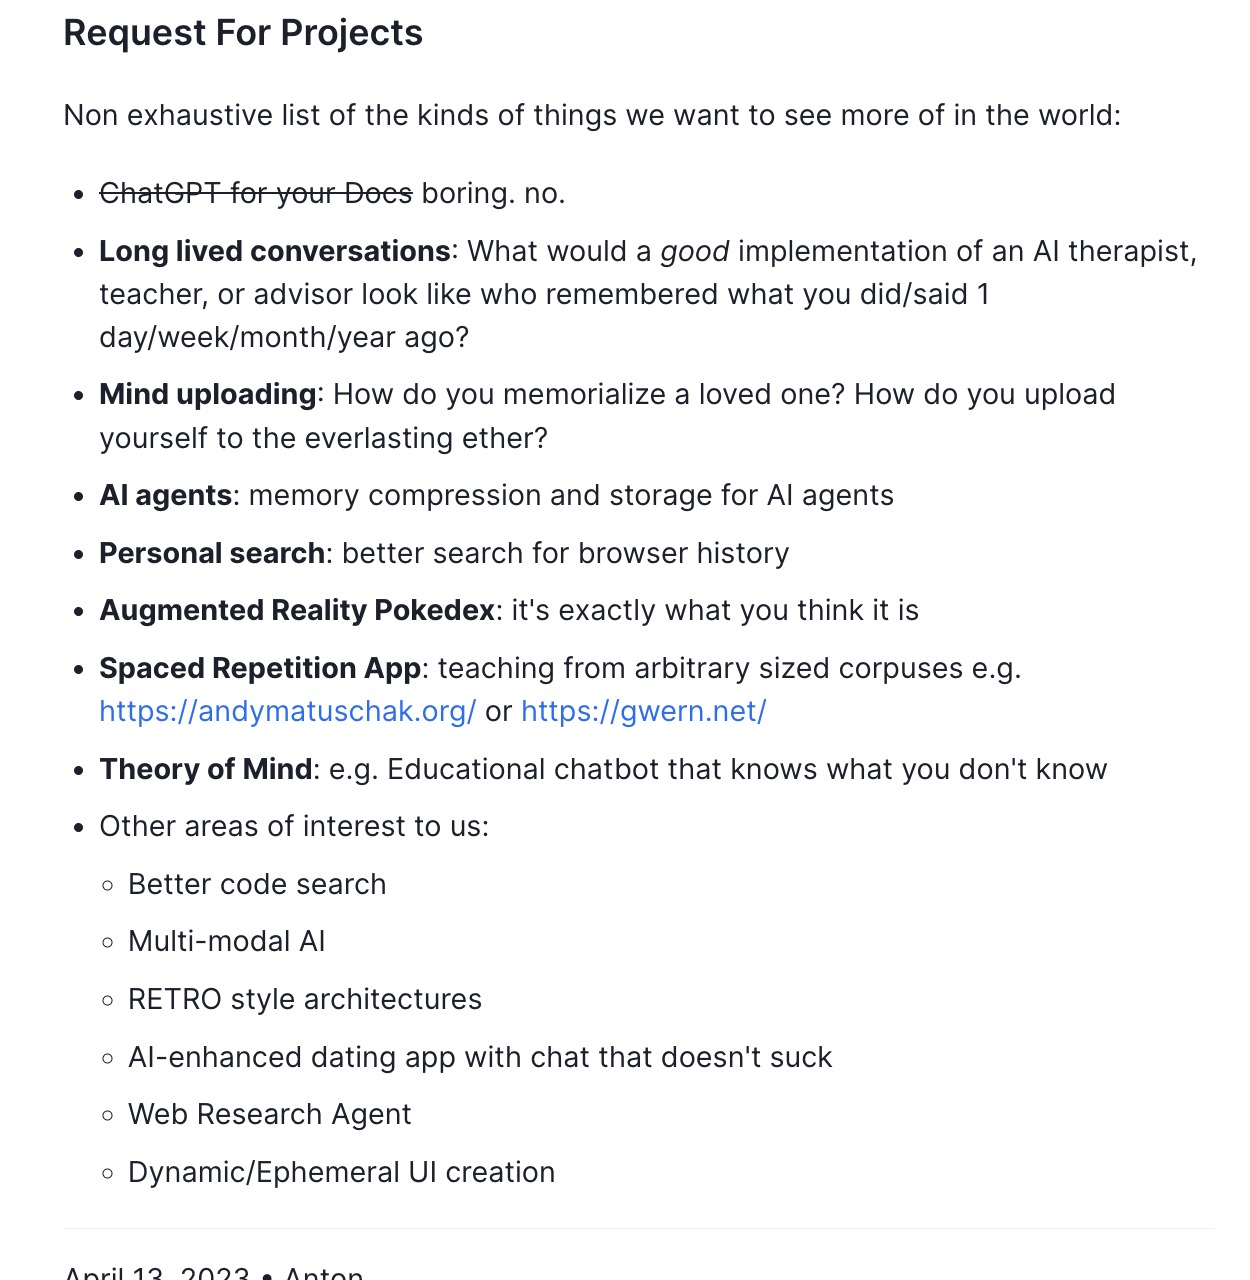 Request For Projects
Non exhaustive list of the kinds of things we want to see more of in the world:
• ChatGPT for your Docs boring. no.
• Long lived conversations: What would a good implementation of an AI therapist,
teacher, or advisor look like who remembered what you did/said 1
day/week/month/year ago?
• Mind uploading: How do you memorialize a loved one? How do you upload
yourself to the everlasting ether?
• AI agents: memory compression and storage for AI agents
• Personal search: better search for browser history
• Augmented Reality Pokedex: it's exactly what you think it is
• Spaced Repetition App: teaching from arbitrary sized corpuses e.g.
https://andymatuschak.org/ or https://gwern.net/
• Theory of Mind: e.g. Educational chatbot that knows what you don't know
• Other areas of interest to us:
◦ Better code search
◦ Multi-modal AI
◦ RETRO style architectures
◦ AI-enhanced dating app with chat that doesn't suck
◦ Web Research Agent
◦ Dynamic/Ephemeral UI creation
April 13, 2023 • Anton